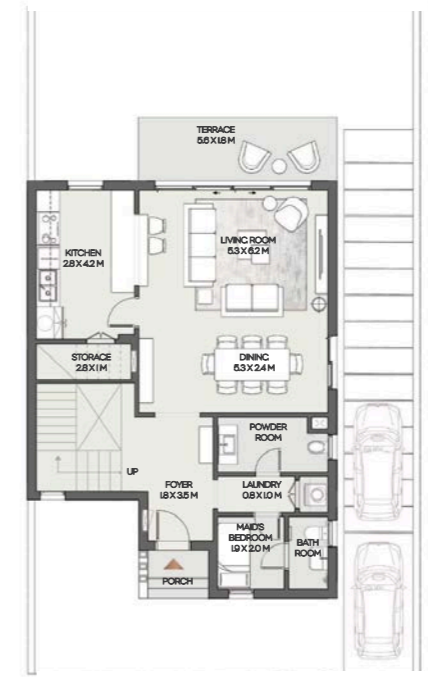 TERRACE
5.6 X 1.8 M
LIVING ROOM
5.3 X 6.2 M
KITCHEN
2.8 X 4.2 M
STORAGE
2.8 X 1 M
DINING
5.3 X 2.4 M
POWDER
ROOM
UP
FOYER
1.8 X 3.5 M
LAUNDRY
0.8 X 1.0 M
MAID'S
BEDROOM
1.9 X 2.0 M
BATH
ROOM
PORCH